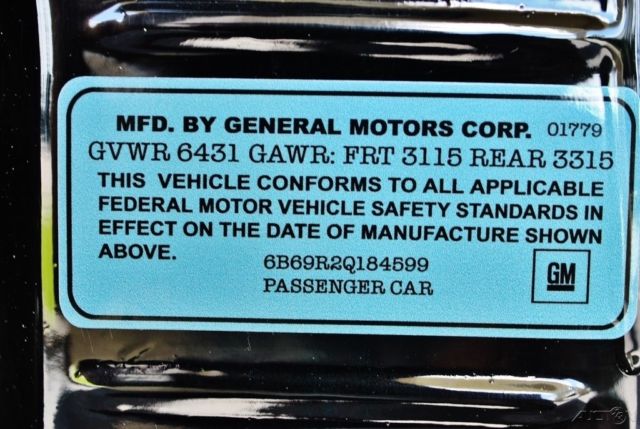 MFD. BY GENERAL MOTORS CORP. 01779
GVWR 6431 GAWR: FRT 3115 REAR 3315
THIS VEHICLE CONFORMS TO ALL APPLICABLE
FEDERAL MOTOR VEHICLE SAFETY STANDARDS IN
EFFECT ON THE DATE OF MANUFACTURE SHOWN
ABOVE.
6B69R2Q184599
PASSENGER CAR
GM